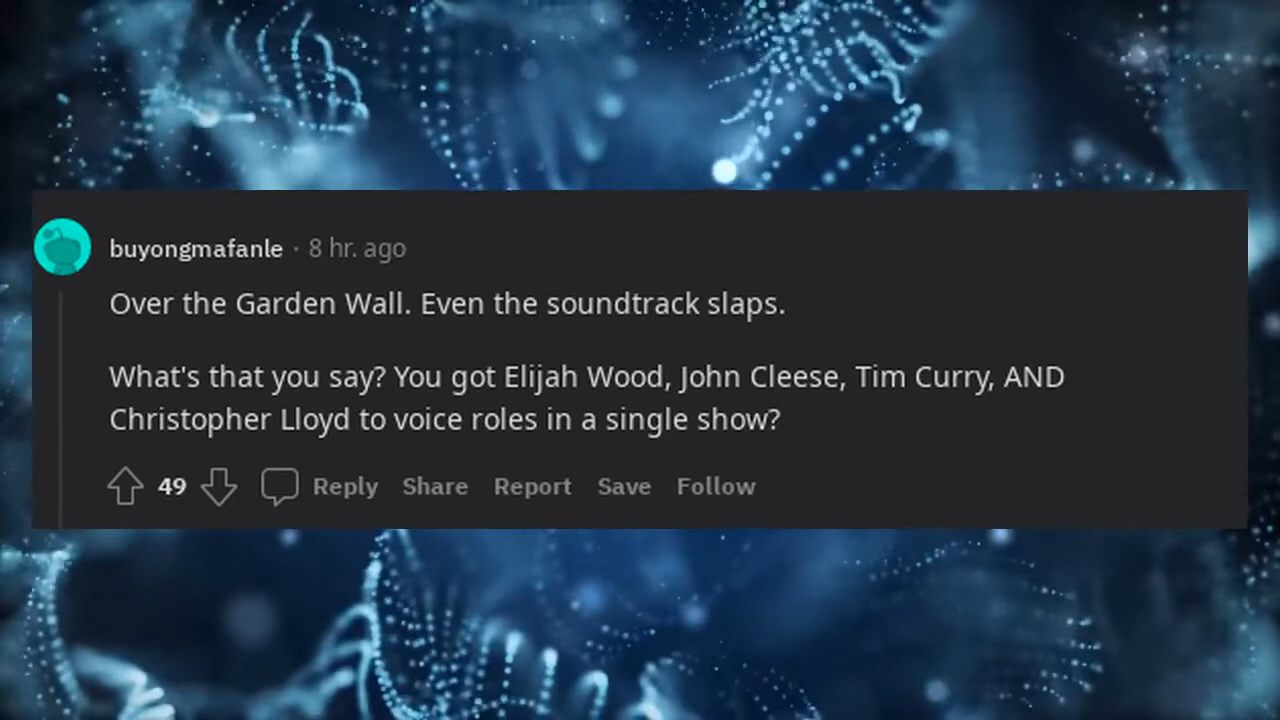 buyongmafanle · 8 hr. ago
Over the Garden Wall. Even the soundtrack slaps.
What's that you say? You got Elijah Wood, John Cleese, Tim Curry, AND
Christopher Lloyd to voice roles in a single show?
49 Reply Share Report Save Follow